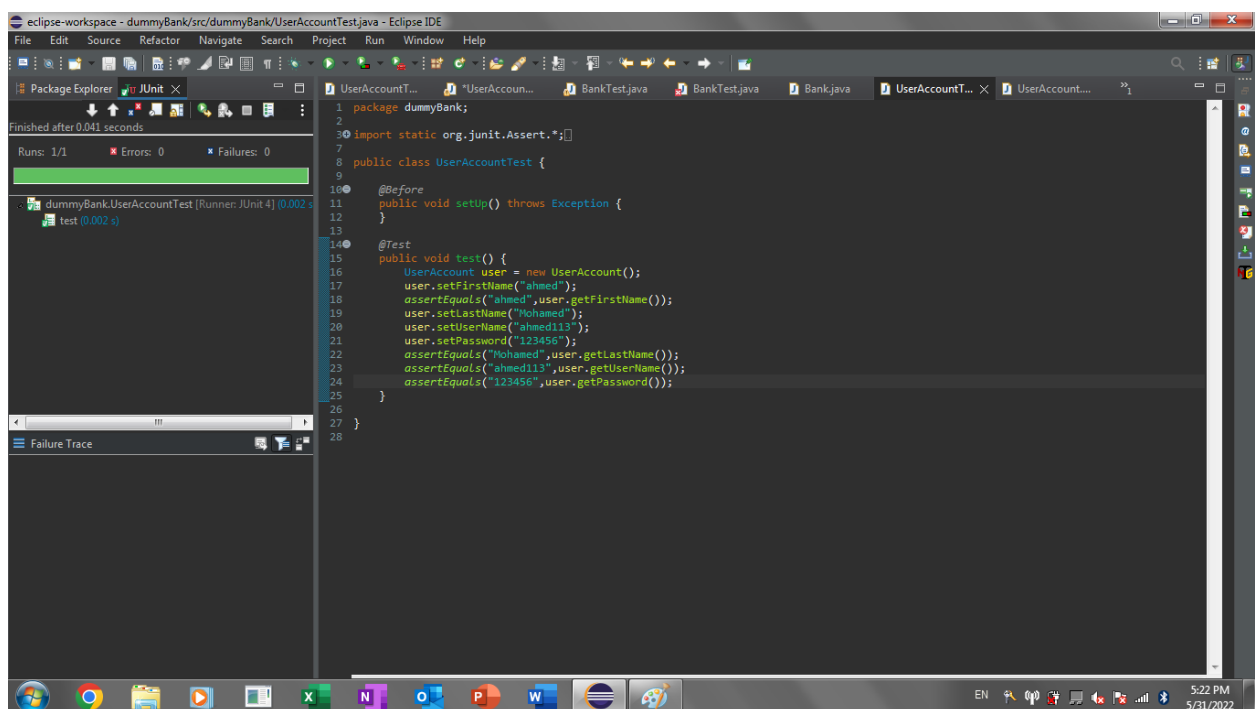 eclipse-workspace - dummyBank/src/dummyBank/UserAccountTest.java - Eclipse IDE
File Edit Source Refactor Navigate Search Project Run Window Help
Package Explorer JUnit
UserAccountT... *UserAccoun... BankTest.java BankTest.java Bank.java UserAccountT... UserAccount.... »1
Finished after 0.041 seconds
Runs: 1/1 Errors: 0 Failures: 0
dummyBank.UserAccountTest [Runner: JUnit 4] (0.002 s
test (0.002 s)
Failure Trace
1 package dummyBank;
2
3 import static org.junit.Assert.*;
7
8 public class UserAccountTest {
9
10 @Before
11 public void setUp() throws Exception {
12 }
13
14 @Test
15 public void test() {
16 UserAccount user = new UserAccount();
17 user.setFirstName("ahmed");
18 assertEquals("ahmed",user.getFirstName());
19 user.setLastName("Mohamed");
20 user.setUserName("ahmed113");
21 user.setPassword("123456");
22 assertEquals("Mohamed",user.getLastName());
23 assertEquals("ahmed113",user.getUserName());
24 assertEquals("123456",user.getPassword());
25 }
26
27 }
28
EN
5:22 PM
5/31/2022